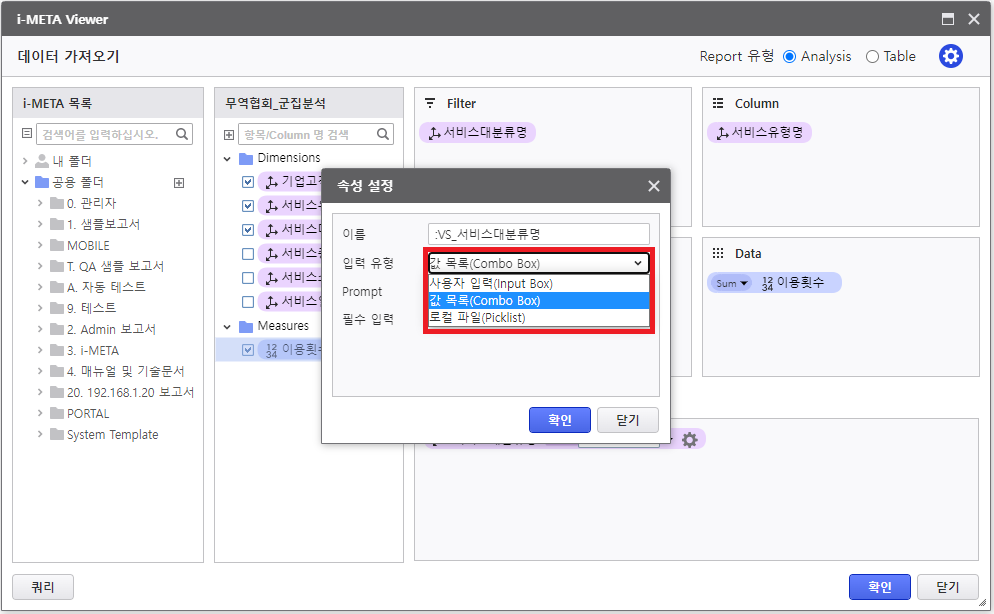 i-META Viewer
데이터 가져오기
Report 유형 Analysis Table
i-META 목록
검색어를 입력하십시오.
내 폴더
공용 폴더
0. 관리자
1. 샘플보고서
MOBILE
T. QA 샘플 보고서
A. 자동 테스트
9. 테스트
2. Admin 보고서
3. i-META
4. 매뉴얼 및 기술문서
20. 192.168.1.20 보고서
PORTAL
System Template
무역협회_군집분석
항목/Column 명 검색
Dimensions
기업고
서비스
서비스
서비스
서비스
서비스
Measures
12 34 이용횟수
Filter
서비스대분류명
Column
서비스유형명
Data
Sum 12 34 이용횟수
속성 설정
이름 :VS_서비스대분류명
입력 유형 값 목록(Combo Box)
사용자 입력(Input Box)
값 목록(Combo Box)
로컬 파일(Picklist)
Prompt
필수 입력
확인 닫기
쿼리
확인 닫기